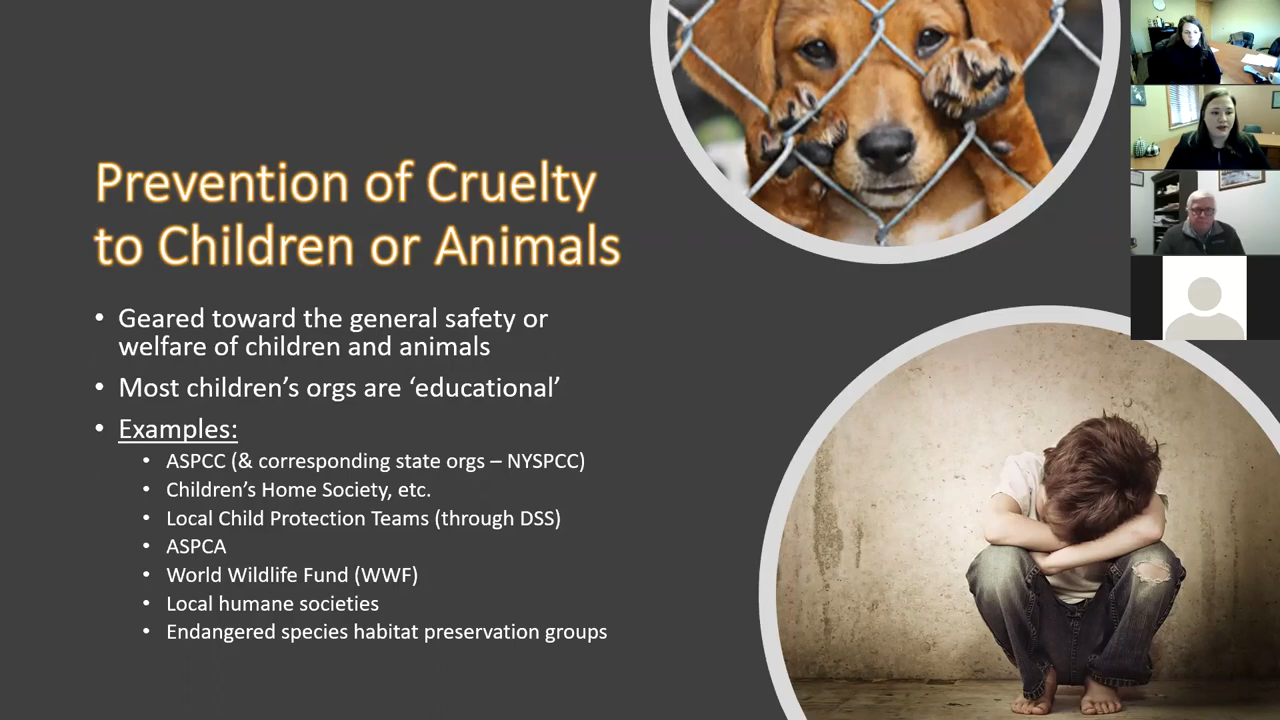 Prevention of Cruelty
to Children or Animals
• Geared toward the general safety or
welfare of children and animals
• Most children’s orgs are ‘educational’
• Examples:
• ASPCC (& corresponding state orgs – NYSPCC)
• Children’s Home Society, etc.
• Local Child Protection Teams (through DSS)
• ASPCA
• World Wildlife Fund (WWF)
• Local humane societies
• Endangered species habitat preservation groups